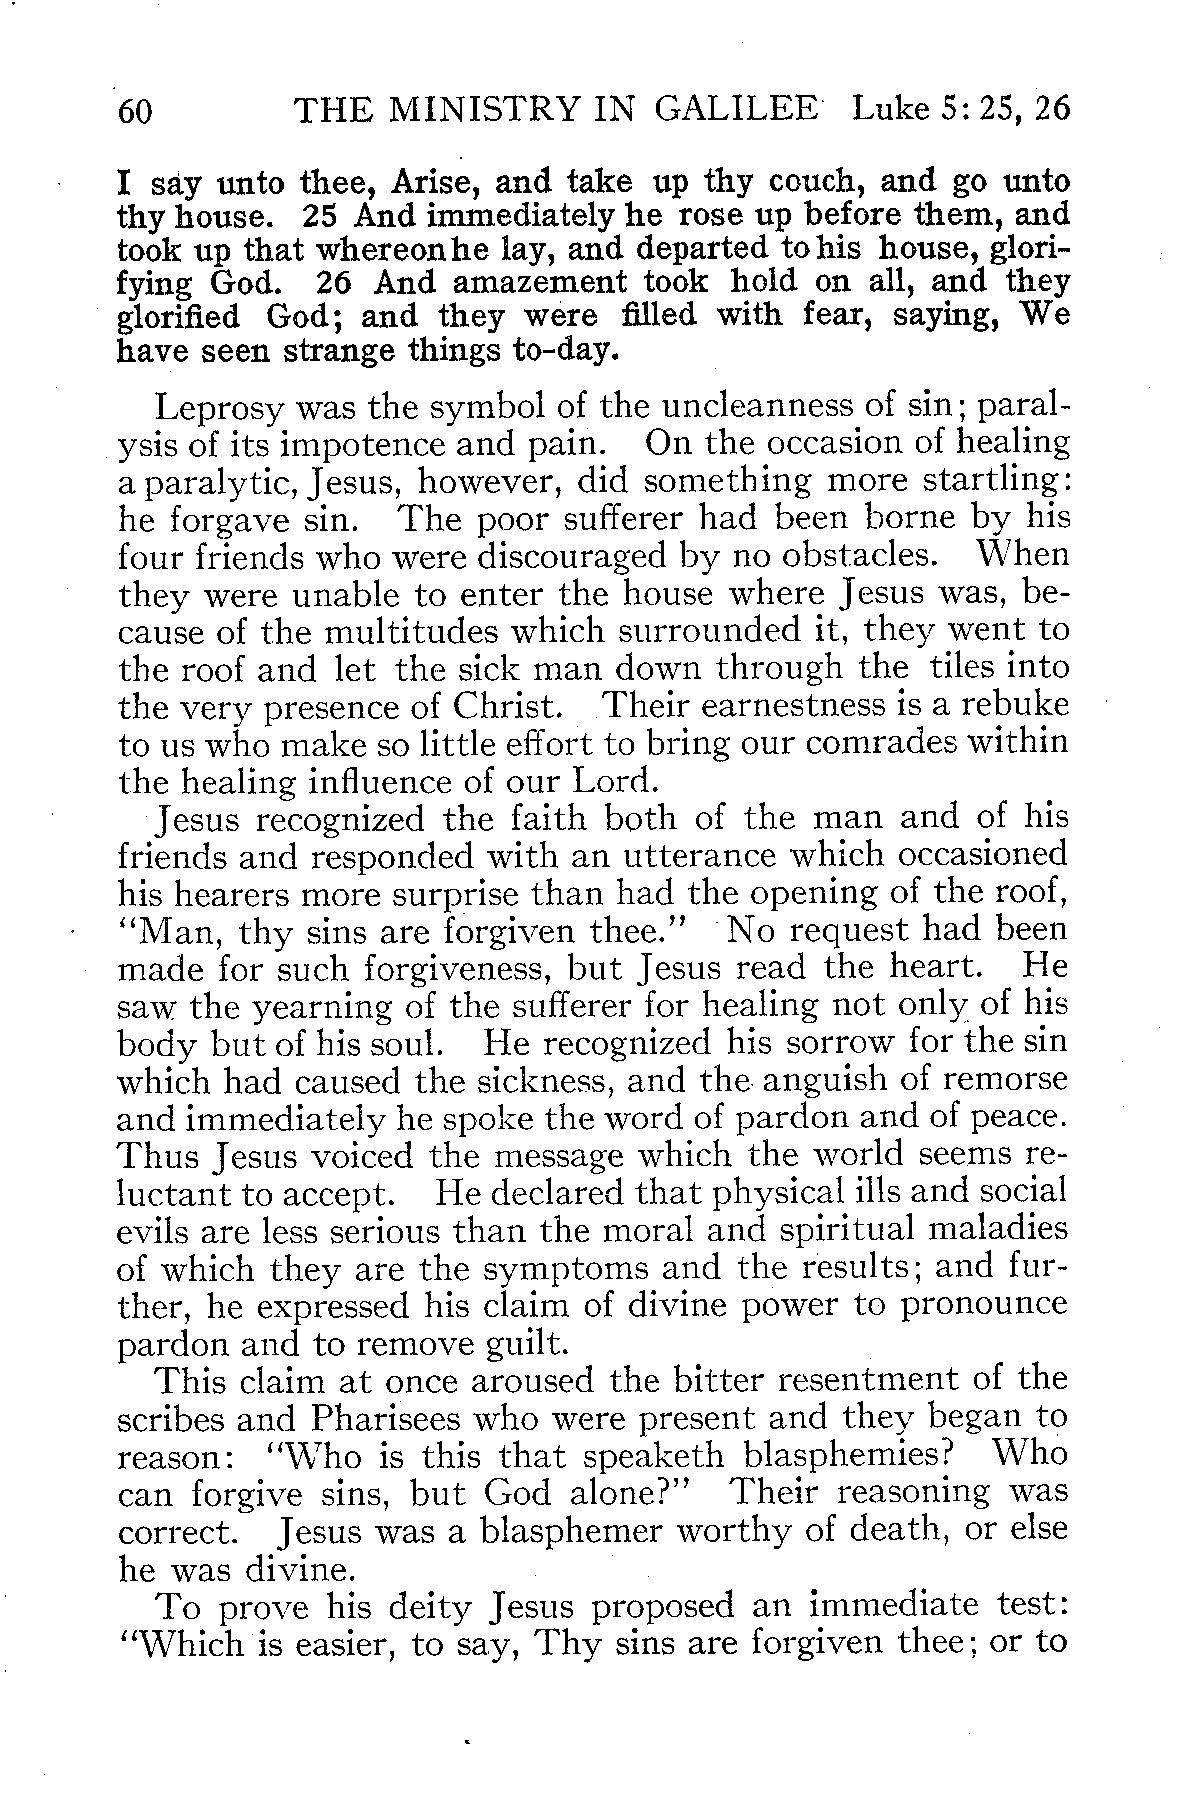 60 THE MINISTRY IN GALILEE Luke 5: 25, 26
I say unto thee, Arise, and take up thy couch, and go unto
thy house. 25 And immediately he rose up before them, and
took up that whereon he lay, and departed to his house, glori-
fying God. 26 And amazement took hold on all, and they
glorified God; and they were filled with fear, saying, We
have seen strange things to-day.
Leprosy was the symbol of the uncleanness of sin; paral-
ysis of its impotence and pain. On the occasion of healing
a paralytic, Jesus, however, did something more startling:
he forgave sin. The poor sufferer had been borne by his
four friends who were discouraged by no obstacles. When
they were unable to enter the house where Jesus was, be-
cause of the multitudes which surrounded it, they went to
the roof and let the sick man down through the tiles into
the very presence of Christ. Their earnestness is a rebuke
to us who make so little effort to bring our comrades within
the healing influence of our Lord.
Jesus recognized the faith both of the man and of his
friends and responded with an utterance which occasioned
his hearers more surprise than had the opening of the roof,
"Man, thy sins are forgiven thee." No request had been
made for such forgiveness, but Jesus read the heart. He
saw the yearning of the sufferer for healing not only of his
body but of his soul. He recognized his sorrow for the sin
which had caused the sickness, and the anguish of remorse
and immediately he spoke the word of pardon and of peace.
Thus Jesus voiced the message which the world seems re-
luctant to accept. He declared that physical ills and social
evils are less serious than the moral and spiritual maladies
of which they are the symptoms and the results; and fur-
ther, he expressed his claim of divine power to pronounce
pardon and to remove guilt.
This claim at once aroused the bitter resentment of the
scribes and Pharisees who were present and they began to
reason: "Who is this that speaketh blasphemies? Who
can forgive sins, but God alone?" Their reasoning was
correct. Jesus was a blasphemer worthy of death, or else
he was divine.
To prove his deity Jesus proposed an immediate test:
"Which is easier, to say, Thy sins are forgiven thee; or to